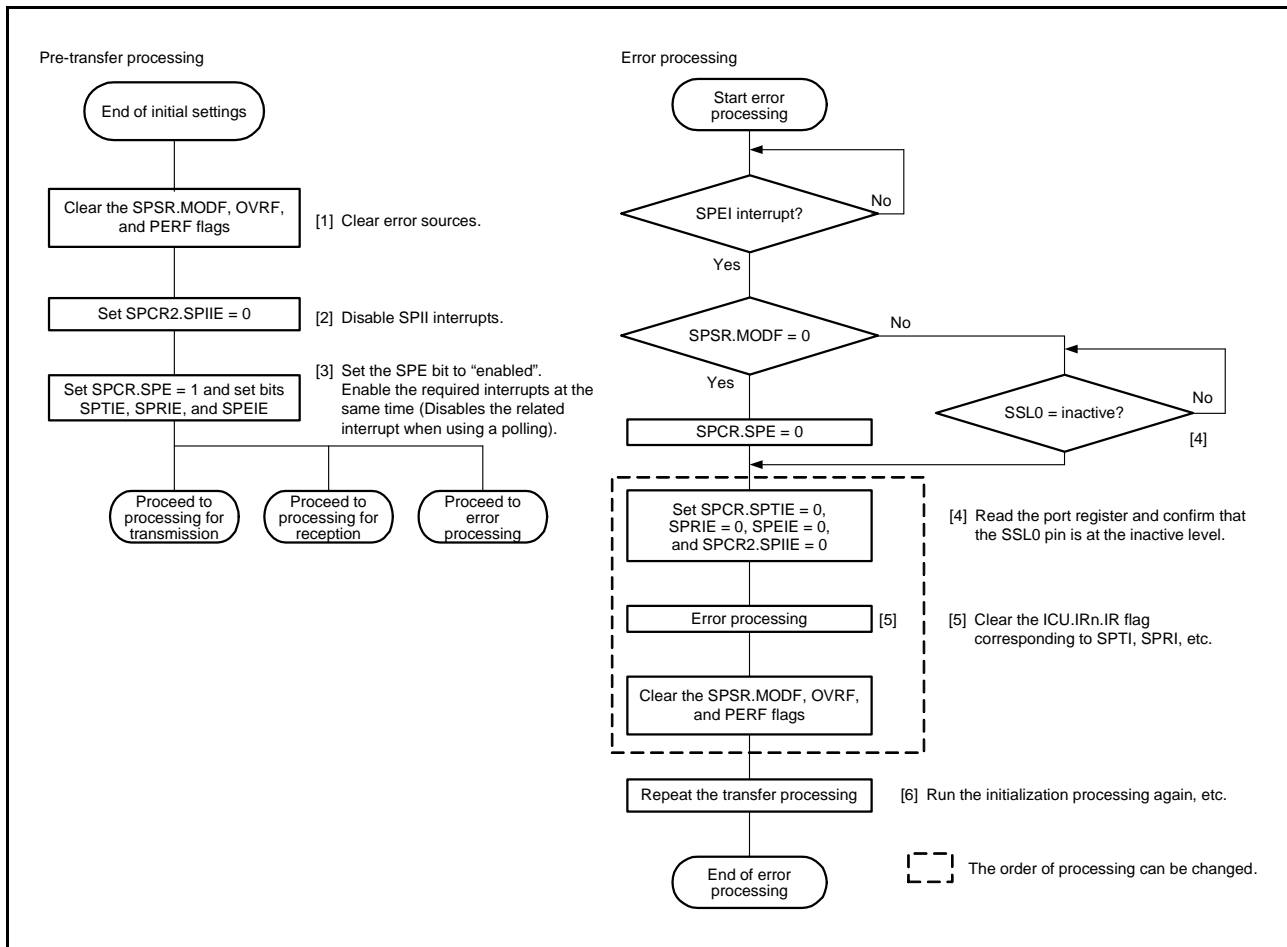 Pre-transfer processing
End of initial settings
Clear the SPSR.MODF, OVRF,
and PERF flags
[1] Clear error sources.
Set SPCR2.SPIIE = 0
[2] Disable SPII interrupts.
Set SPCR.SPE = 1 and set bits
SPTIE, SPRIE, and SPEIE
[3] Set the SPE bit to “enabled”.
Enable the required interrupts at the
same time (Disables the related
interrupt when using a polling).
Proceed to
processing for
transmission
Proceed to
processing for
reception
Proceed to
error
processing
Error processing
Start error
processing
SPEI interrupt?
No
Yes
SPSR.MODF = 0
No
Yes
SSL0 = inactive?
No
[4]
SPCR.SPE = 0
Set SPCR.SPTIE = 0,
SPRIE = 0, SPEIE = 0,
and SPCR2.SPIIE = 0
[4] Read the port register and confirm that
the SSL0 pin is at the inactive level.
Error processing
[5]
[5] Clear the ICU.IRn.IR flag
corresponding to SPTI, SPRI, etc.
Clear the SPSR.MODF, OVRF,
and PERF flags
Repeat the transfer processing
[6] Run the initialization processing again, etc.
End of error
processing
The order of processing can be changed.